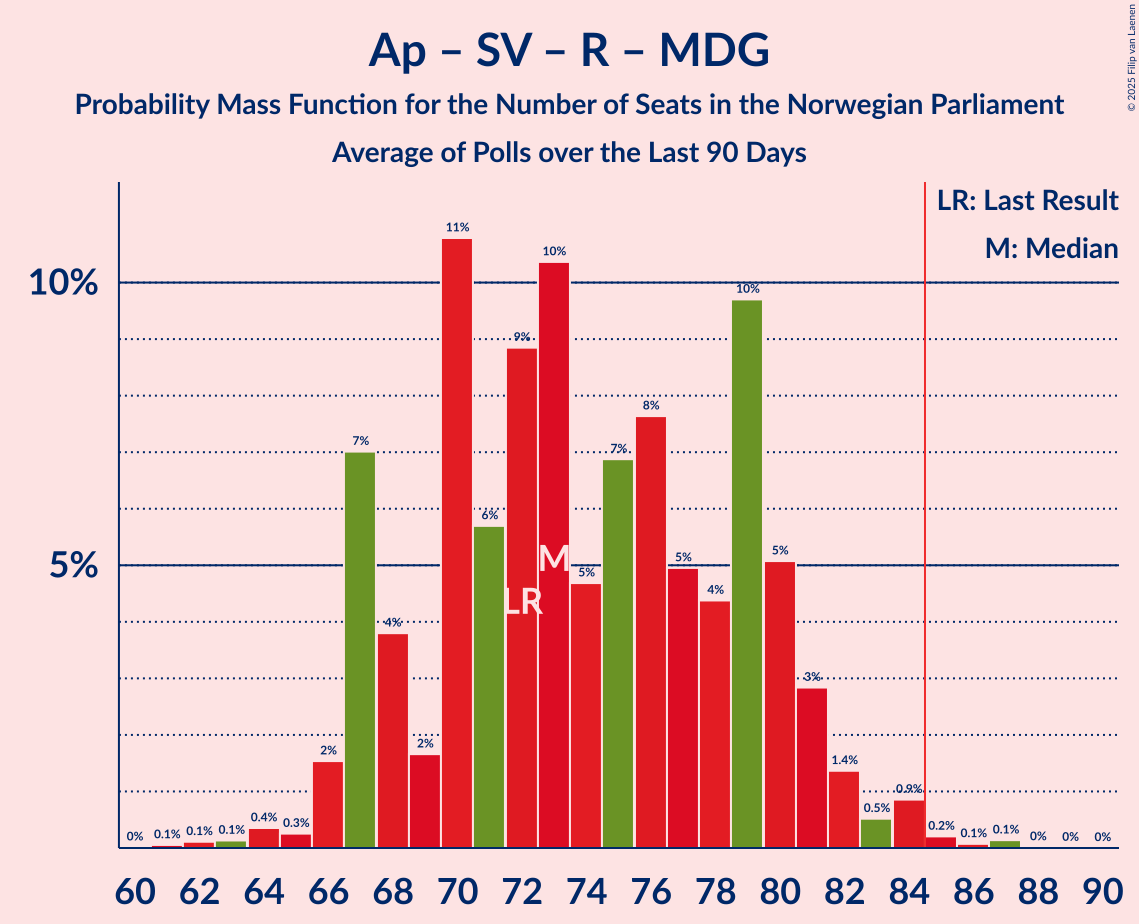 Ap – SV – R – MDG
Probability Mass Function for the Number of Seats in the Norwegian Parliament
Average of Polls over the Last 90 Days
© 2025 Filip van Laenen
LR: Last Result
M: Median
10%
5%
0% 0.1% 0.1% 0.1% 0.4% 0.3% 2% 7% 4% 2% 11% 6% 9% 10% 5% 7% 8% 5% 4% 10% 5% 3% 1.4% 0.5% 0.9% 0.2% 0.1% 0.1% 0% 0% 0%
M
LR
60 62 64 66 68 70 72 74 76 78 80 82 84 86 88 90